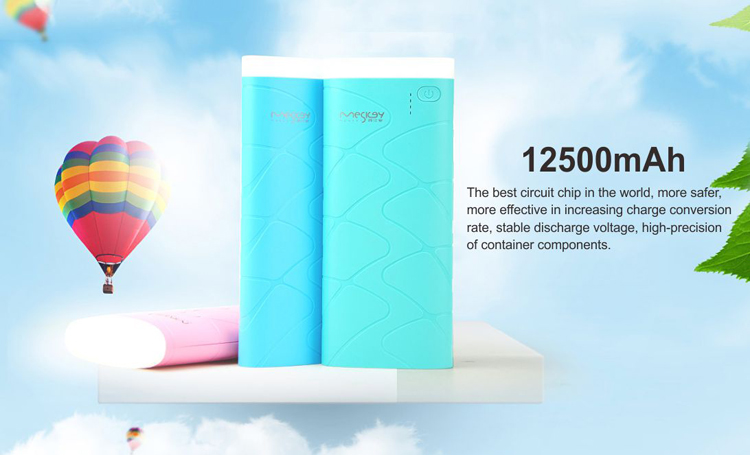 12500mAh
The best circuit chip in the world, more safer,
more effective in increasing charge conversion
rate, stable discharge voltage, high-precision
of container components.